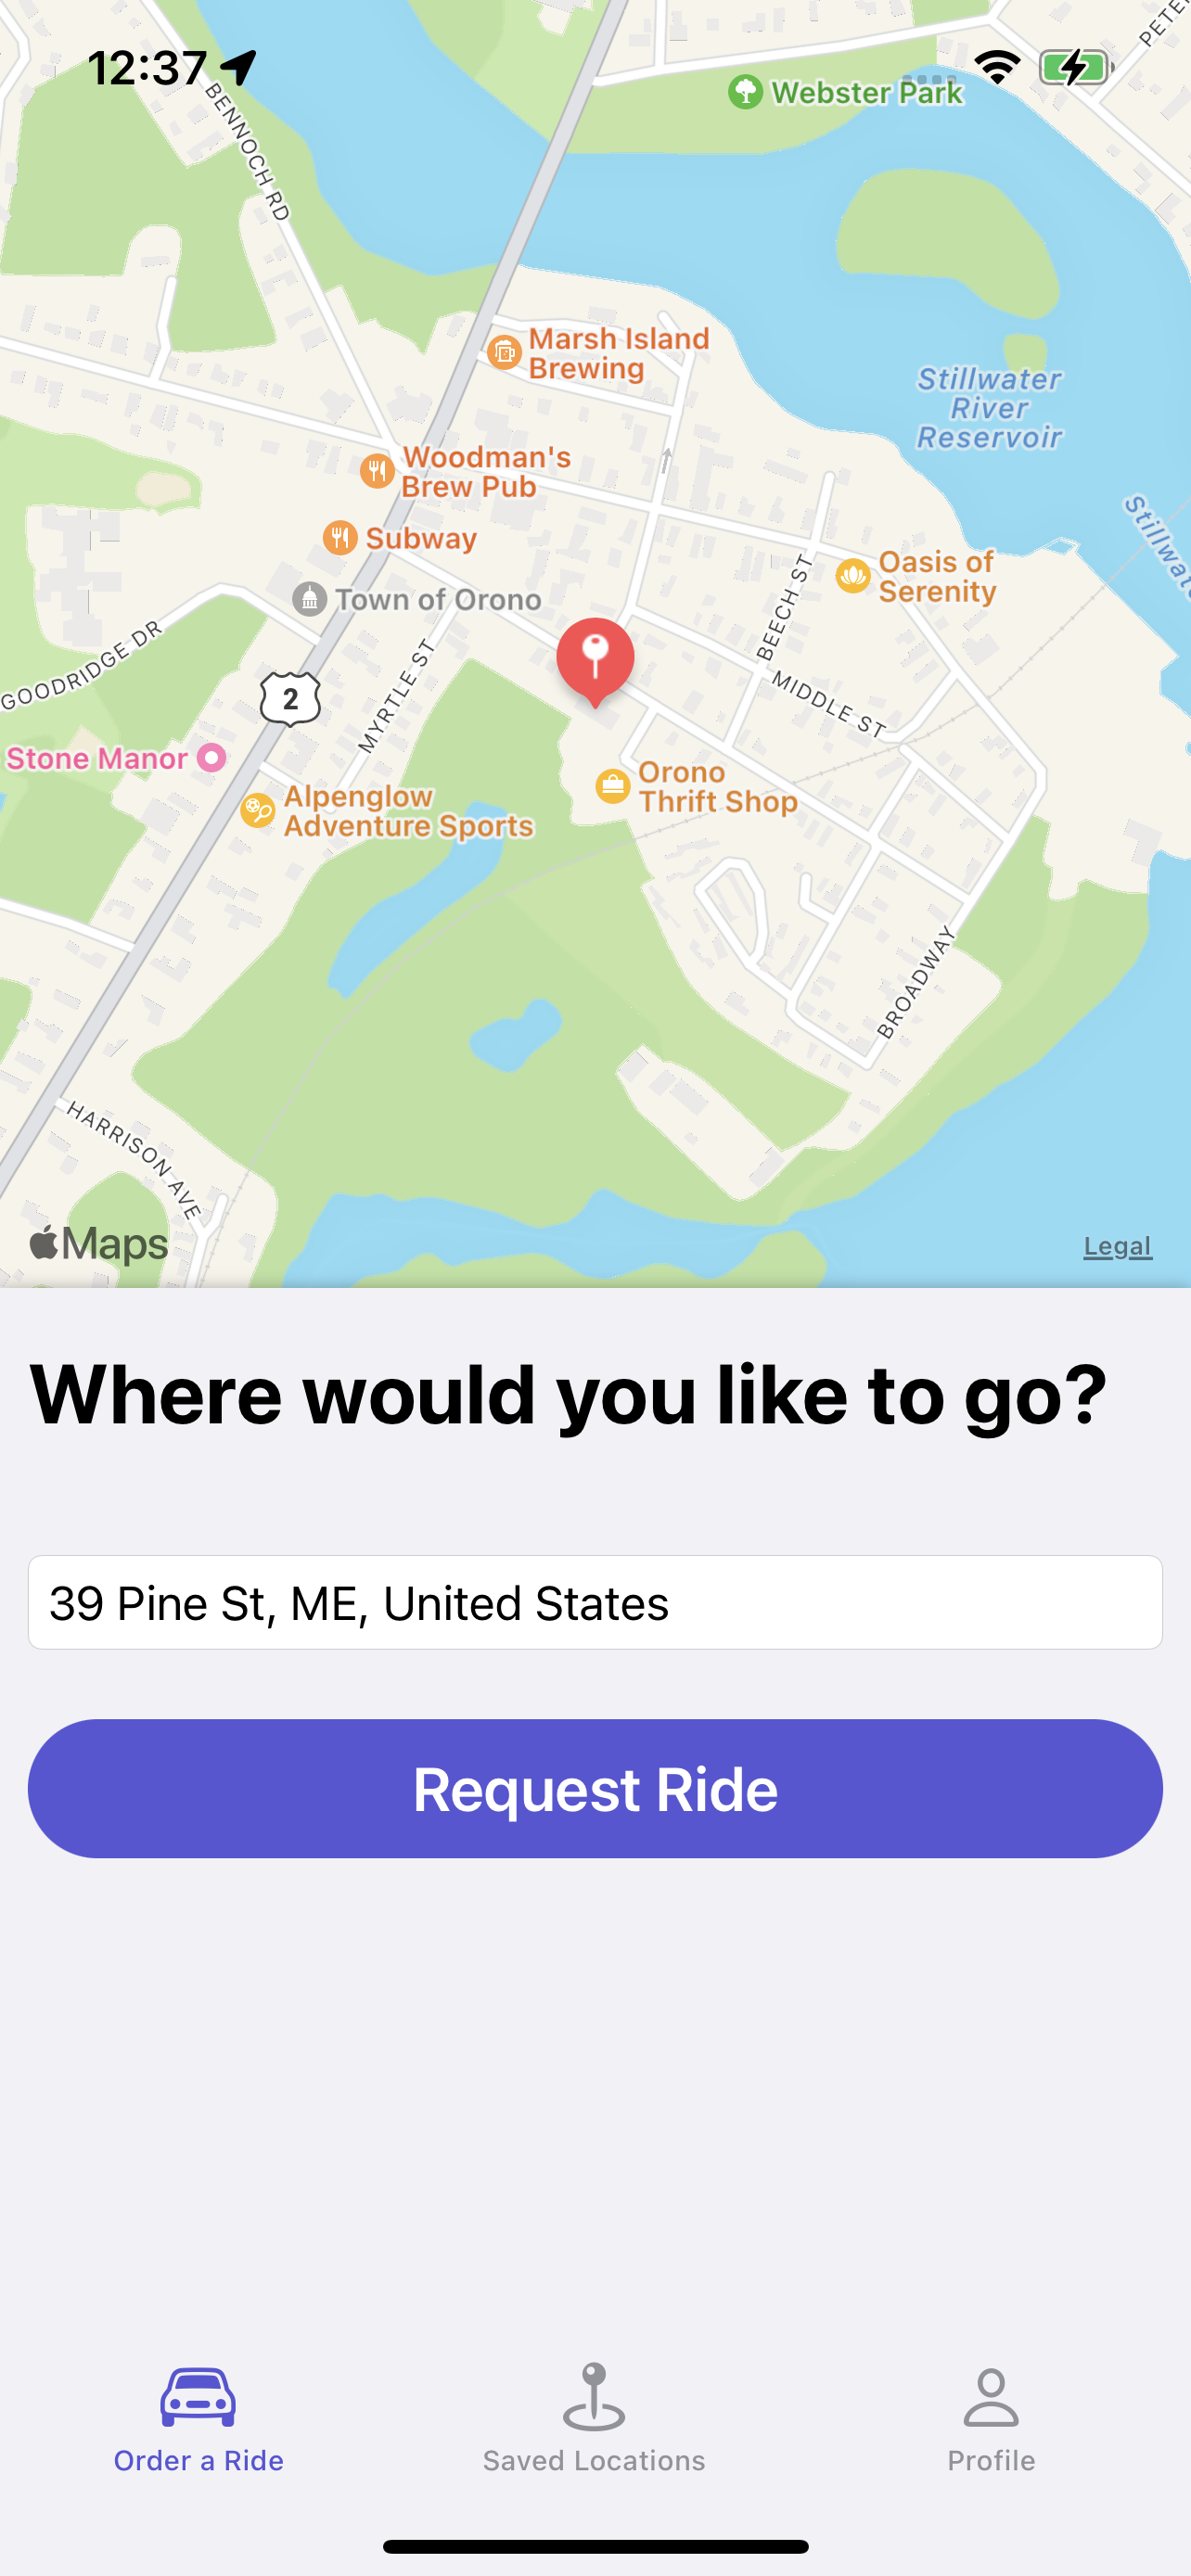 12:37
PETER
Webster Park
BENNOCH RD
Marsh Island
Brewing
Stillwater
River
Reservoir
Woodman's
Brew Pub
Subway
Oasis of
Serenity
Town of Orono
BEECH ST
GOODRIDGE DR
MYRTLE ST
2
MIDDLE ST
Stone Manor
Orono
Thrift Shop
Alpenglow
Adventure Sports
BROADWAY
HARRISON AVE
Maps
Legal
Where would you like to go?
39 Pine St, ME, United States
Request Ride
Order a Ride
Saved Locations
Profile